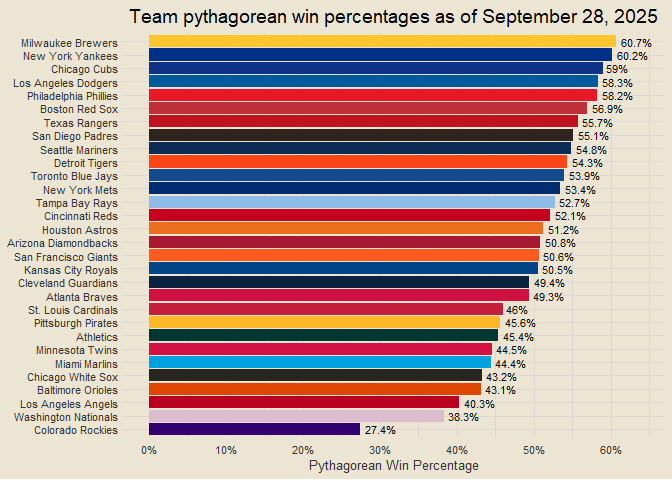 Team pythagorean win percentages as of September 28, 2025
Milwaukee Brewers 60.7%
New York Yankees 60.2%
Chicago Cubs 59%
Los Angeles Dodgers 58.3%
Philadelphia Phillies 58.2%
Boston Red Sox 56.9%
Texas Rangers 55.7%
San Diego Padres 55.1%
Seattle Mariners 54.8%
Detroit Tigers 54.3%
Toronto Blue Jays 53.9%
New York Mets 53.4%
Tampa Bay Rays 52.7%
Cincinnati Reds 52.1%
Houston Astros 51.2%
Arizona Diamondbacks 50.8%
San Francisco Giants 50.6%
Kansas City Royals 50.5%
Cleveland Guardians 49.4%
Atlanta Braves 49.3%
St. Louis Cardinals 46%
Pittsburgh Pirates 45.6%
Athletics 45.4%
Minnesota Twins 44.5%
Miami Marlins 44.4%
Chicago White Sox 43.2%
Baltimore Orioles 43.1%
Los Angeles Angels 40.3%
Washington Nationals 38.3%
Colorado Rockies 27.4%
0% 10% 20% 30% 40% 50% 60%
Pythagorean Win Percentage